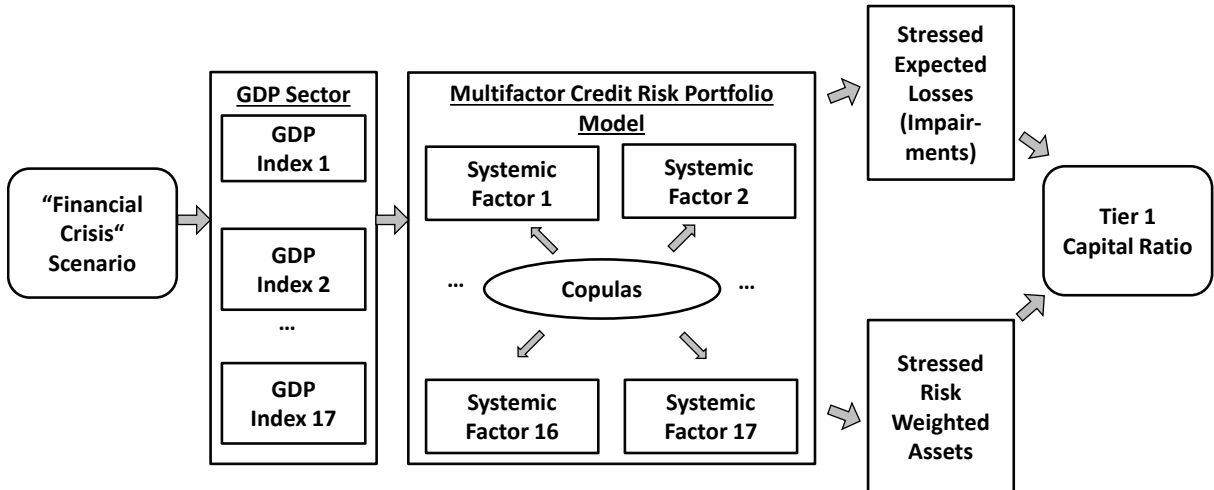 “Financial
Crisis“
Scenario
GDP Sector
GDP
Index 1
GDP
Index 2
...
GDP
Index 17
Multifactor Credit Risk Portfolio
Model
Systemic
Factor 1
Systemic
Factor 2
...
Copulas
...
Systemic
Factor 16
Systemic
Factor 17
Stressed
Expected
Losses
(Impair-
ments)
Stressed
Risk
Weighted
Assets
Tier 1
Capital Ratio